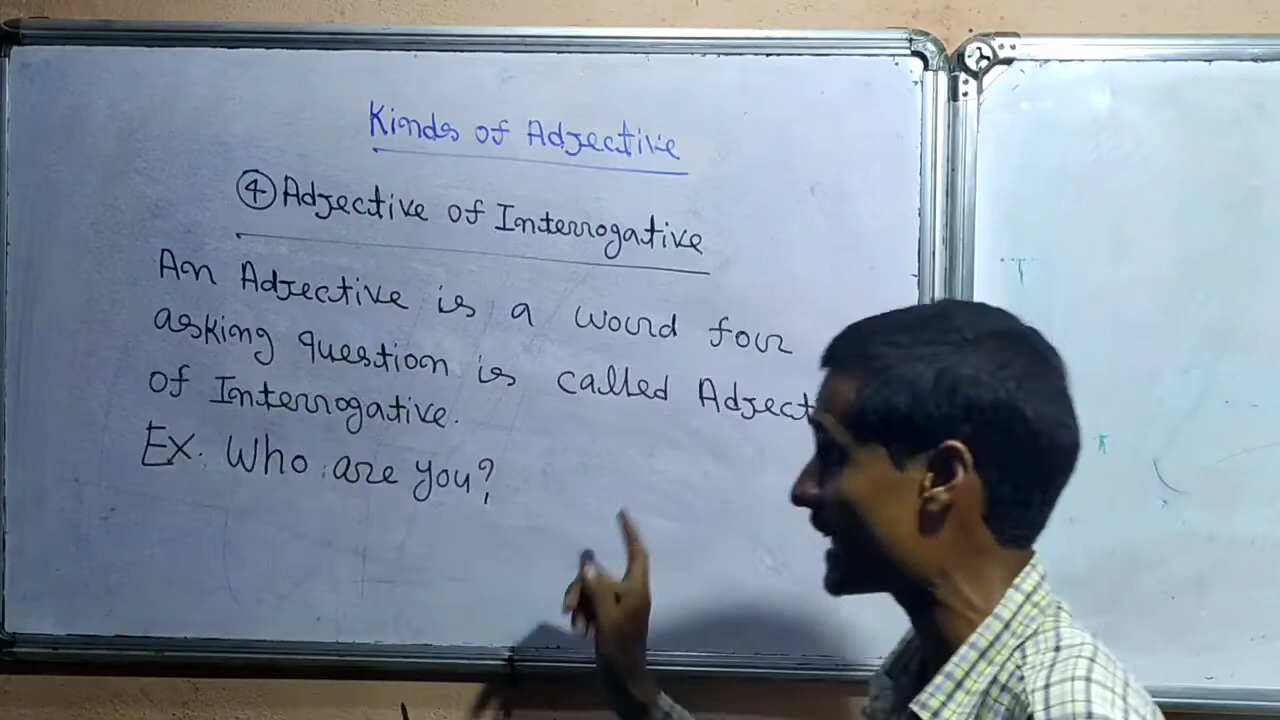 Kinds of Adjective
④ Adjective of Interrogative
An Adjective is a word for
asking question is called Adject
of Interrogative.
Ex. Who are you?